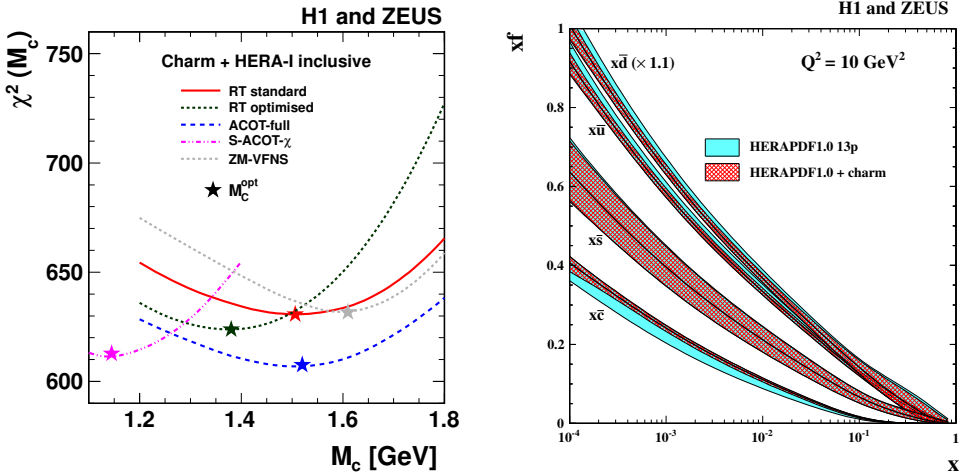 H1 and ZEUS
χ² (M_c)
Charm + HERA-I inclusive
RT standard
RT optimised
ACOT-full
S-ACOT-χ
ZM-VFNS
M_c^opt
750
700
650
600
1.2 1.4 1.6 1.8
M_c [GeV]
H1 and ZEUS
xf
xd̄ (× 1.1)
Q² = 10 GeV²
xū
HERAPDF1.0 13p
HERAPDF1.0 + charm
xs̄
xc̄
1
0.8
0.6
0.4
0.2
0
10⁻⁴ 10⁻³ 10⁻² 10⁻¹ 1
x